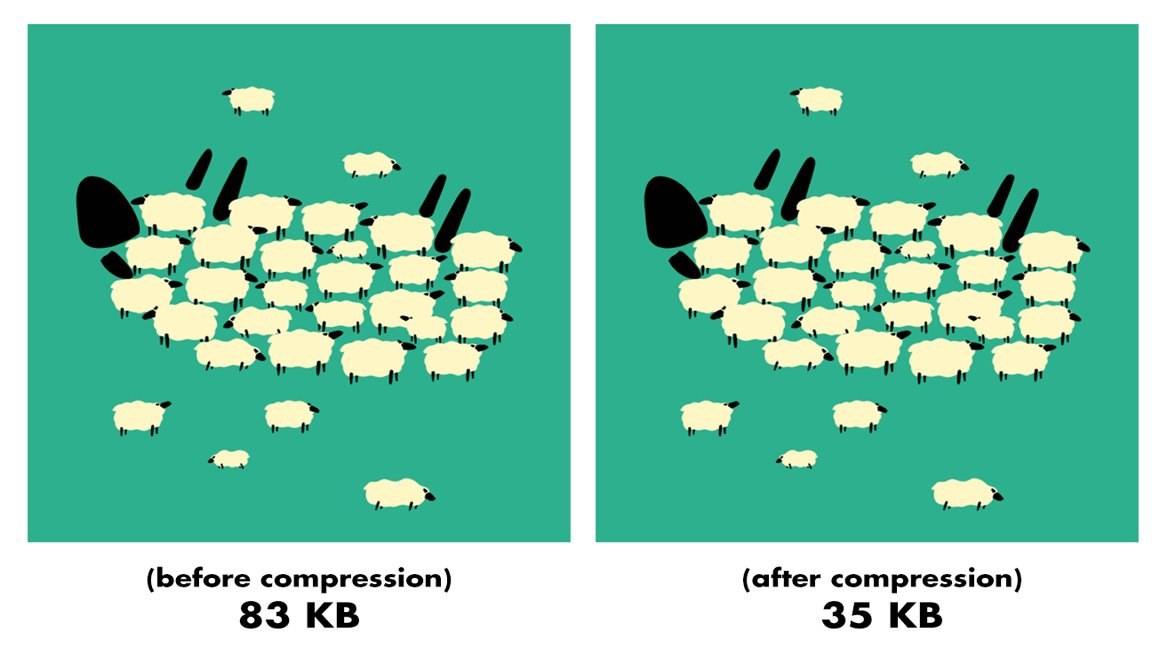 (before compression)
83 KB
(after compression)
35 KB